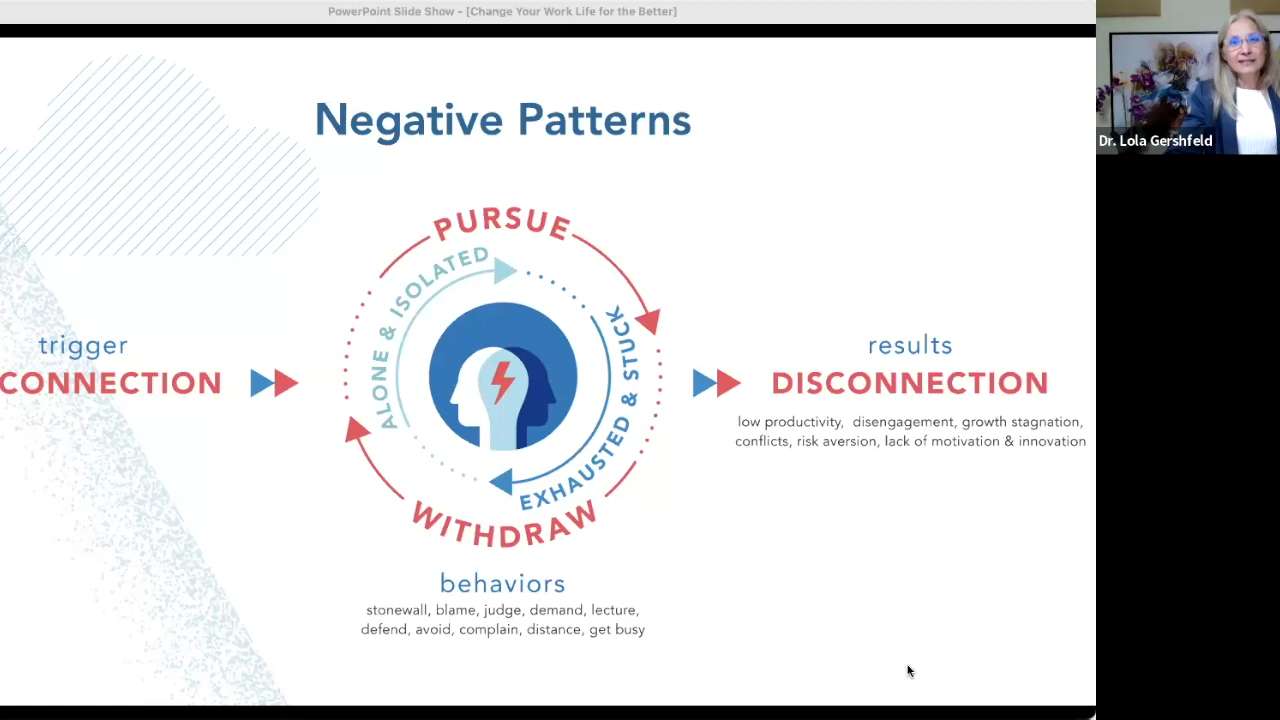 PowerPoint Slide Show - [Change Your Work Life for the Better]
Dr. Lola Gershfeld
Negative Patterns
PURSUE
ALONE & ISOLATED
EXHAUSTED & STUCK
WITHDRAW
trigger
CONNECTION
results
DISCONNECTION
low productivity, disengagement, growth stagnation,
conflicts, risk aversion, lack of motivation & innovation
behaviors
stonewall, blame, judge, demand, lecture,
defend, avoid, complain, distance, get busy